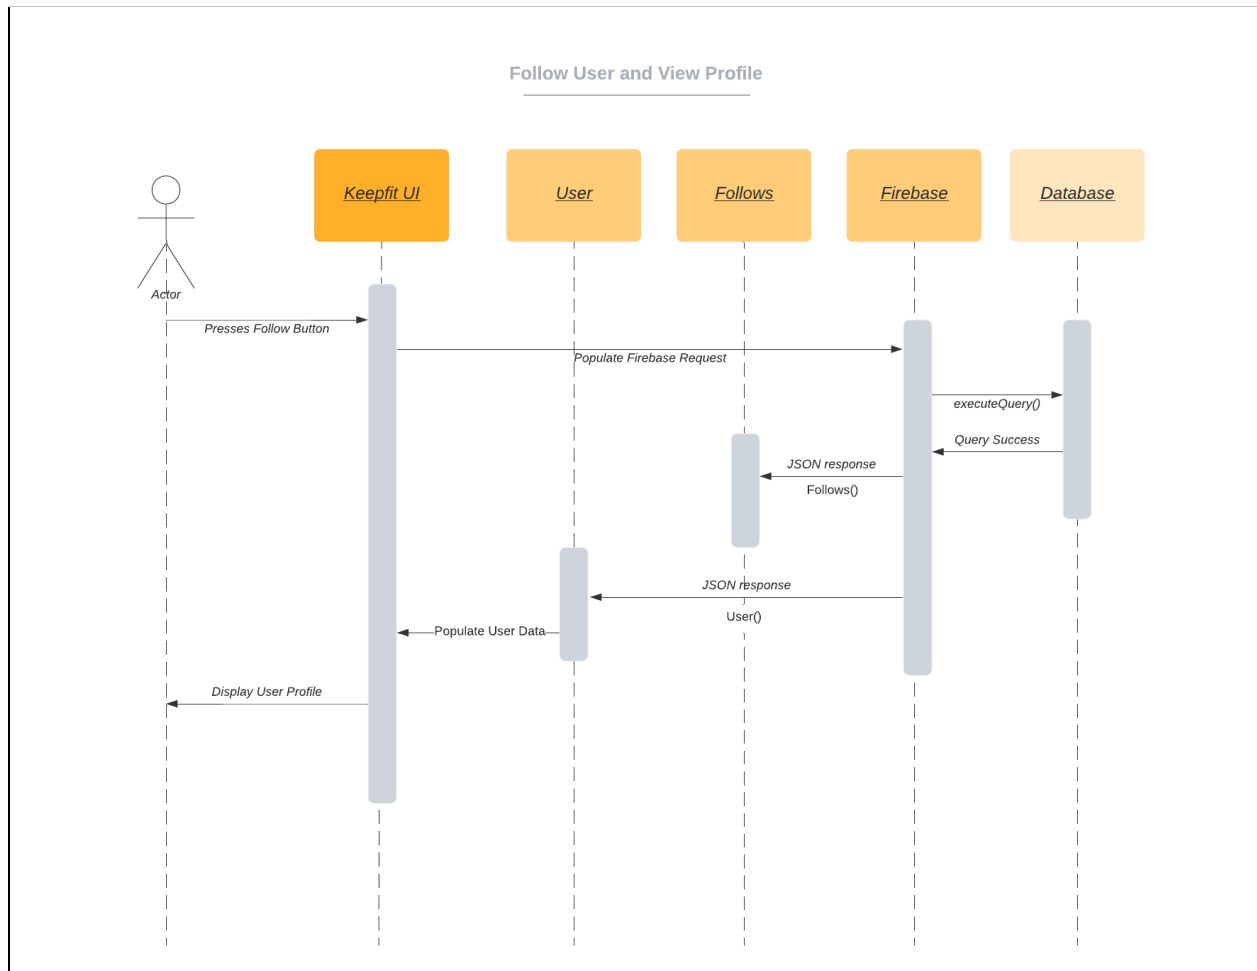 Follow User and View Profile
Keepfit UI
User
Follows
Firebase
Database
Actor
Presses Follow Button
Populate Firebase Request
executeQuery()
Query Success
JSON response
Follows()
JSON response
User()
Populate User Data
Display User Profile